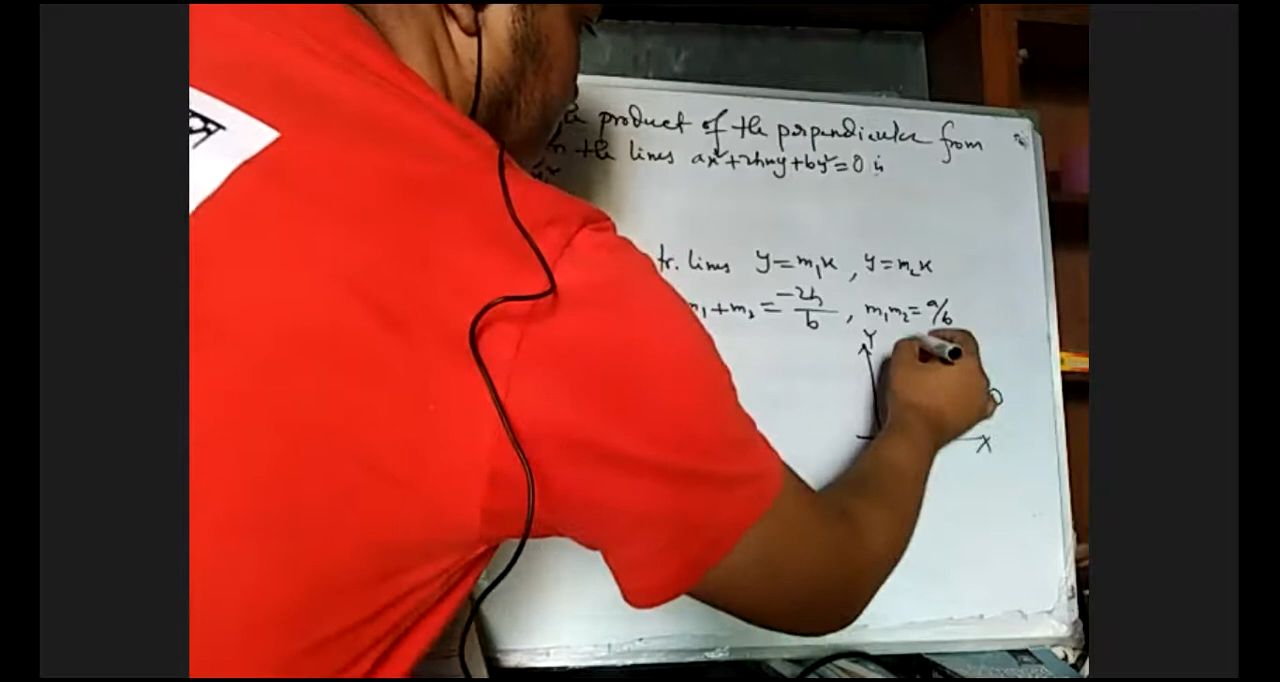 product of the perpendicular from
the lines ax²+2hxy+by²=0 is
lines y=m₁x, y=m₂x
+m₂ = -2h/b, m₁m₂ = a/b
Y
X